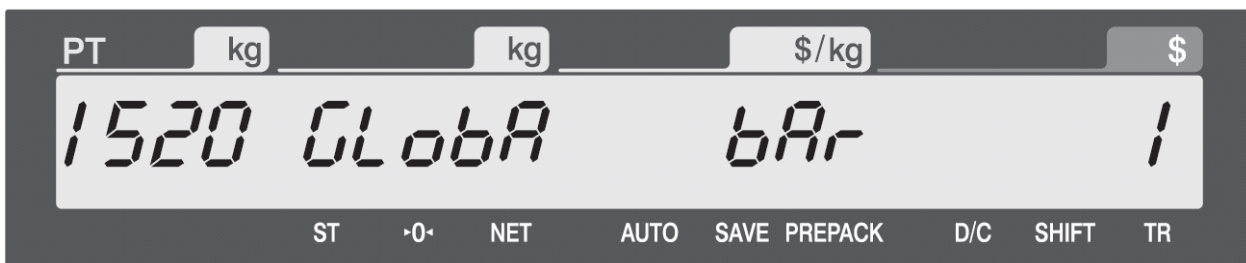 PT kg kg $/kg $
1520 GLobA bAr 1
ST ►0◄ NET AUTO SAVE PREPACK D/C SHIFT TR